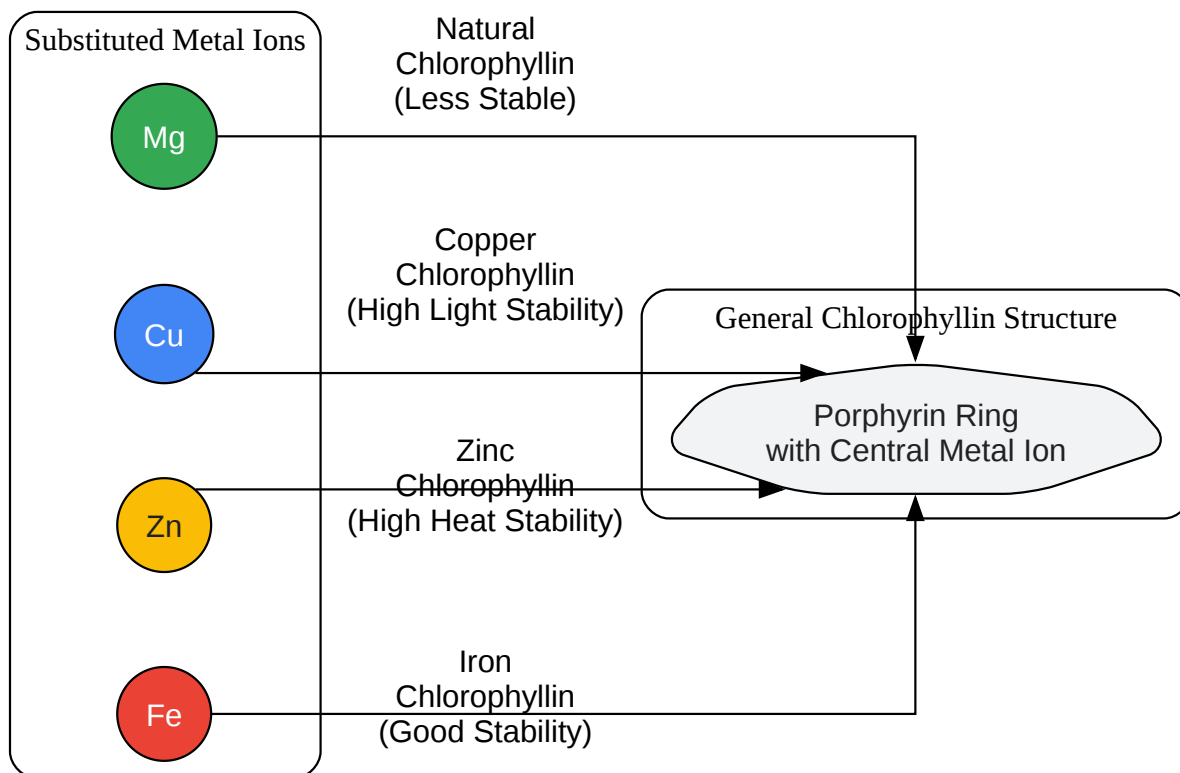 Substituted Metal Ions
Mg
Cu
Zn
Fe
Natural
Chlorophyllin
(Less Stable)
Copper
Chlorophyllin
(High Light Stability)
Zinc
Chlorophyllin
(High Heat Stability)
Iron
Chlorophyllin
(Good Stability)
General Chlorophyllin Structure
Porphyrin Ring
with Central Metal Ion